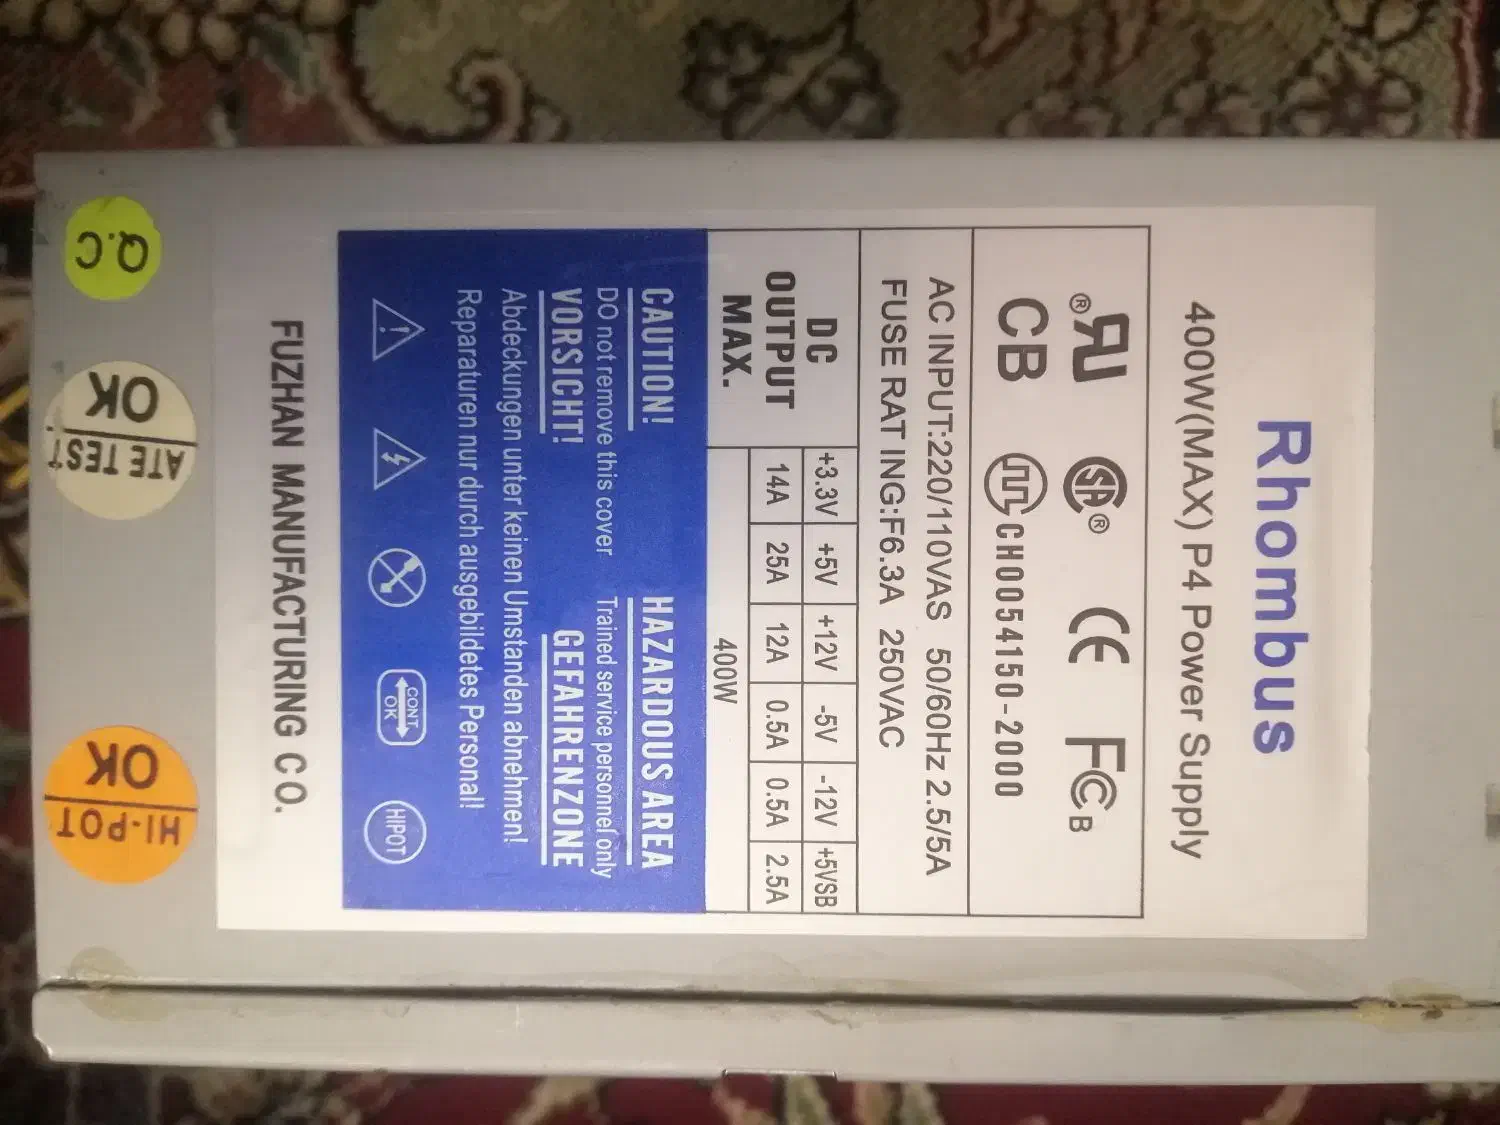 Rhombus
400W(MAX) P4 Power Supply
RU® SA® CE FCC B
CB CH0054150-2000
AC INPUT:220/110VAS 50/60Hz 2.5/5A
FUSE RAT ING:F6.3A 250VAC
DC OUTPUT MAX.
+3.3V +5V +12V -5V -12V +5VSB
14A 25A 12A 0.5A 0.5A 2.5A
400W
CAUTION! HAZARDOUS AREA
DO not remove this cover Trained service personnel only
VORSICHT! GEFAHRENZONE
Abdeckungen unter keinen Umstanden abnehmen!
Reparaturen nur durch ausgebildetes Personal!
CONT OK
HIPOT
FUZHAN MANUFACTURING CO.
Q.C
ATE TEST
OK
HI-POT
OK